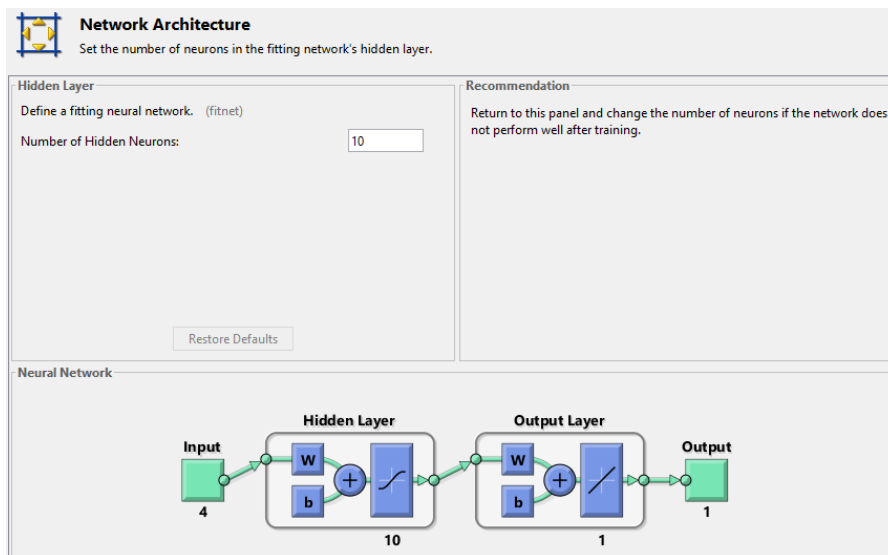 Network Architecture
Set the number of neurons in the fitting network's hidden layer.
Hidden Layer
Define a fitting neural network. (fitnet)
Number of Hidden Neurons:
10
Restore Defaults
Recommendation
Return to this panel and change the number of neurons if the network does
not perform well after training.
Neural Network
Hidden Layer
Output Layer
Input
W
b
+
W
b
+
Output
4
10
1
1